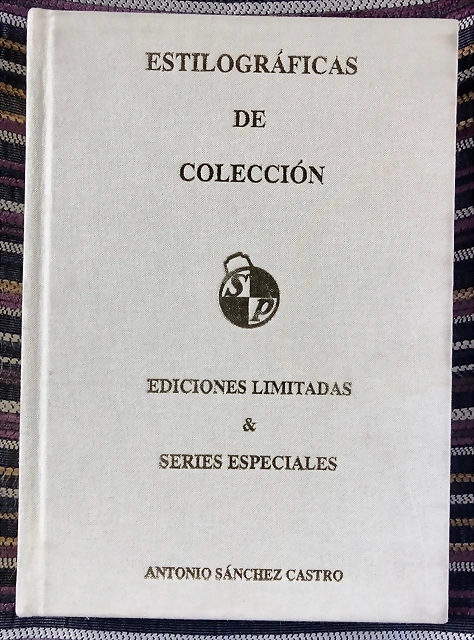 ESTILOGRÁFICAS
DE
COLECCIÓN
SP
EDICIONES LIMITADAS
&
SERIES ESPECIALES
ANTONIO SÁNCHEZ CASTRO